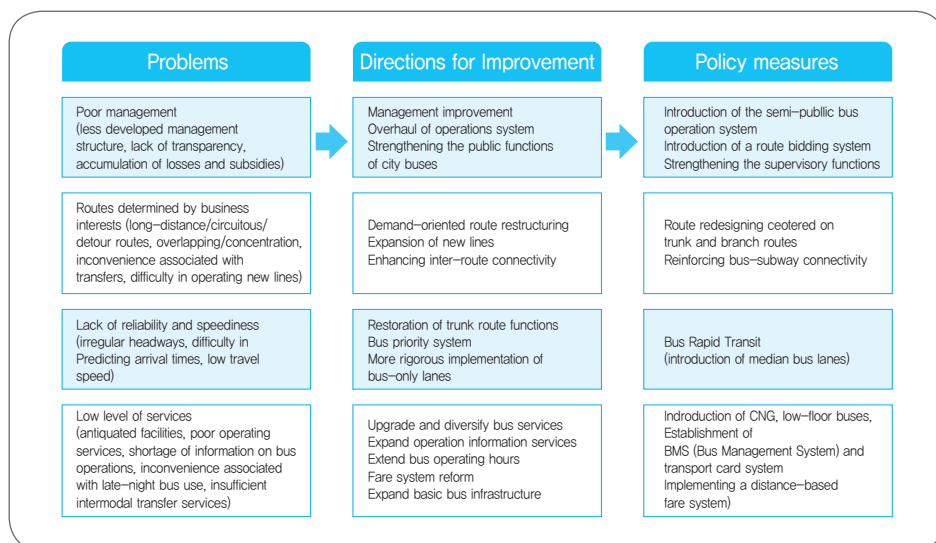 Problems
Directions for Improvement
Policy measures
Poor management
(less developed management
structure, lack of transparency,
accumulation of losses and subsidies)
Management improvement
Overhaul of operations system
Strengthening the public functions
of city buses
Introduction of the semi-publlic bus
operation system
Introduction of a route bidding system
Strengthening the supervisory functions
Routes determined by business
interests (long-distance/circuitous/
detour routes, overlapping/concentration,
inconvenience associated with
transfers, difficulty in operating new lines)
Demand-oriented route restructuring
Expansion of new lines
Enhancing inter-route connectivity
Route redesigning ceotered on
trunk and branch routes
Reinforcing bus-subway connectivity
Lack of reliability and speediness
(irregular headways, difficulty in
Predicting arrival times, low travel
speed)
Restoration of trunk route functions
Bus priority system
More rigorous implementation of
bus-only lanes
Bus Rapid Transit
(introduction of median bus lanes)
Low level of services
(antiquated facilities, poor operating
services, shortage of information on bus
operations, inconvenience associated
with late-night bus use, insufficient
intermodal transfer services)
Upgrade and diversify bus services
Expand operation information services
Extend bus operating hours
Fare system reform
Expand basic bus infrastructure
Indroduction of CNG, low-floor buses,
Establishment of
BMS (Bus Management System) and
transport card system
Implementing a distance-based
fare system)